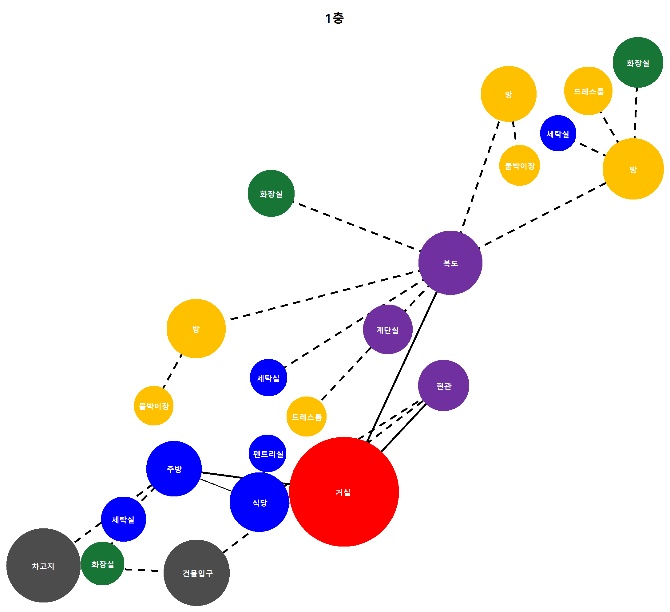 1층
화장실
드레스룸
방
세탁실
붙박이장
방
화장실
복도
방
계단실
세탁실
현관
붙박이장
드레스룸
팬트리실
주방
거실
식당
세탁실
차고지
화장실
건물입구